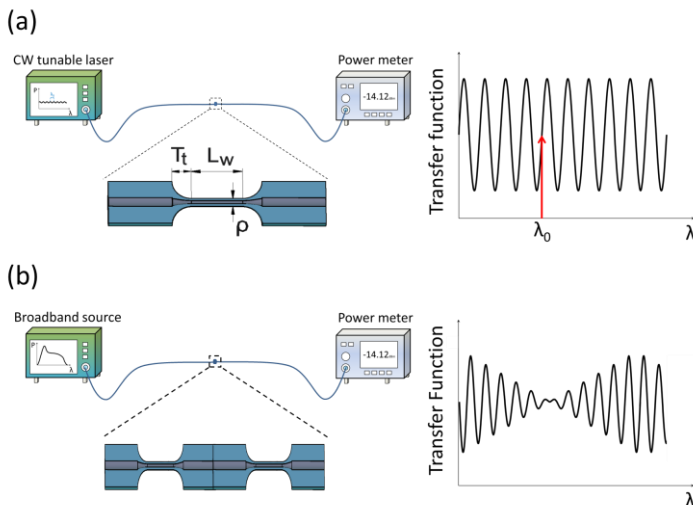 (a)
CW tunable laser
Power meter
P
λ
-14.12
Tt
Lw
ρ
Transfer function
λ0
λ
(b)
Broadband source
Power meter
P
λ
-14.12
Transfer Function
λ